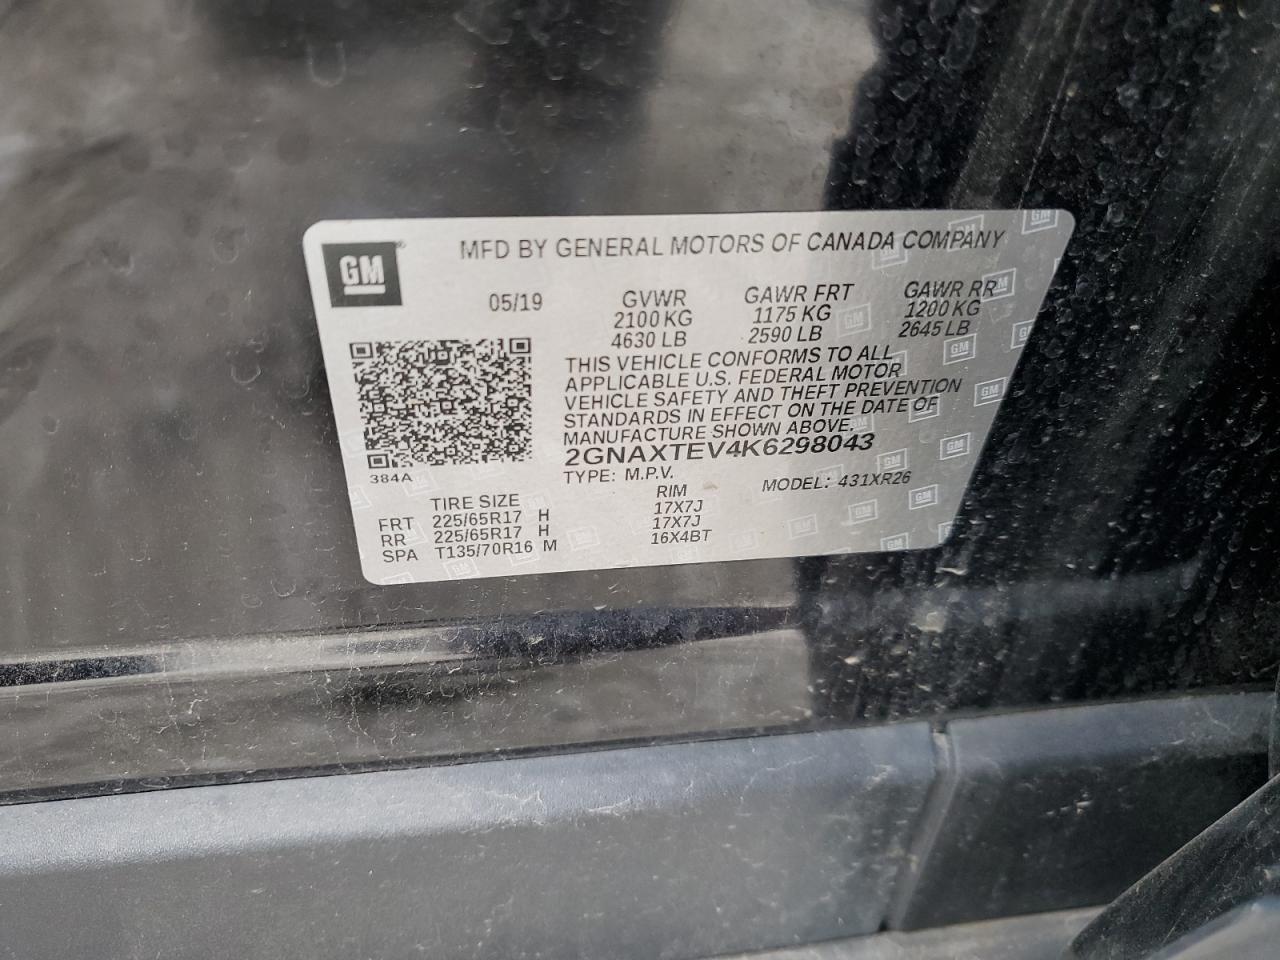 GM
MFD BY GENERAL MOTORS OF CANADA COMPANY
05/19
GVWR
2100 KG
4630 LB
GAWR FRT
1175 KG
2590 LB
GAWR RR
1200 KG
2645 LB
THIS VEHICLE CONFORMS TO ALL
APPLICABLE U.S. FEDERAL MOTOR
VEHICLE SAFETY AND THEFT PREVENTION
STANDARDS IN EFFECT ON THE DATE OF
MANUFACTURE SHOWN ABOVE.
2GNAXTEV4K6298043
TYPE: M.P.V.
MODEL: 431XR26
384A
TIRE SIZE
RIM
FRT 225/65R17 H 17X7J
RR 225/65R17 H 17X7J
SPA T135/70R16 M 16X4BT